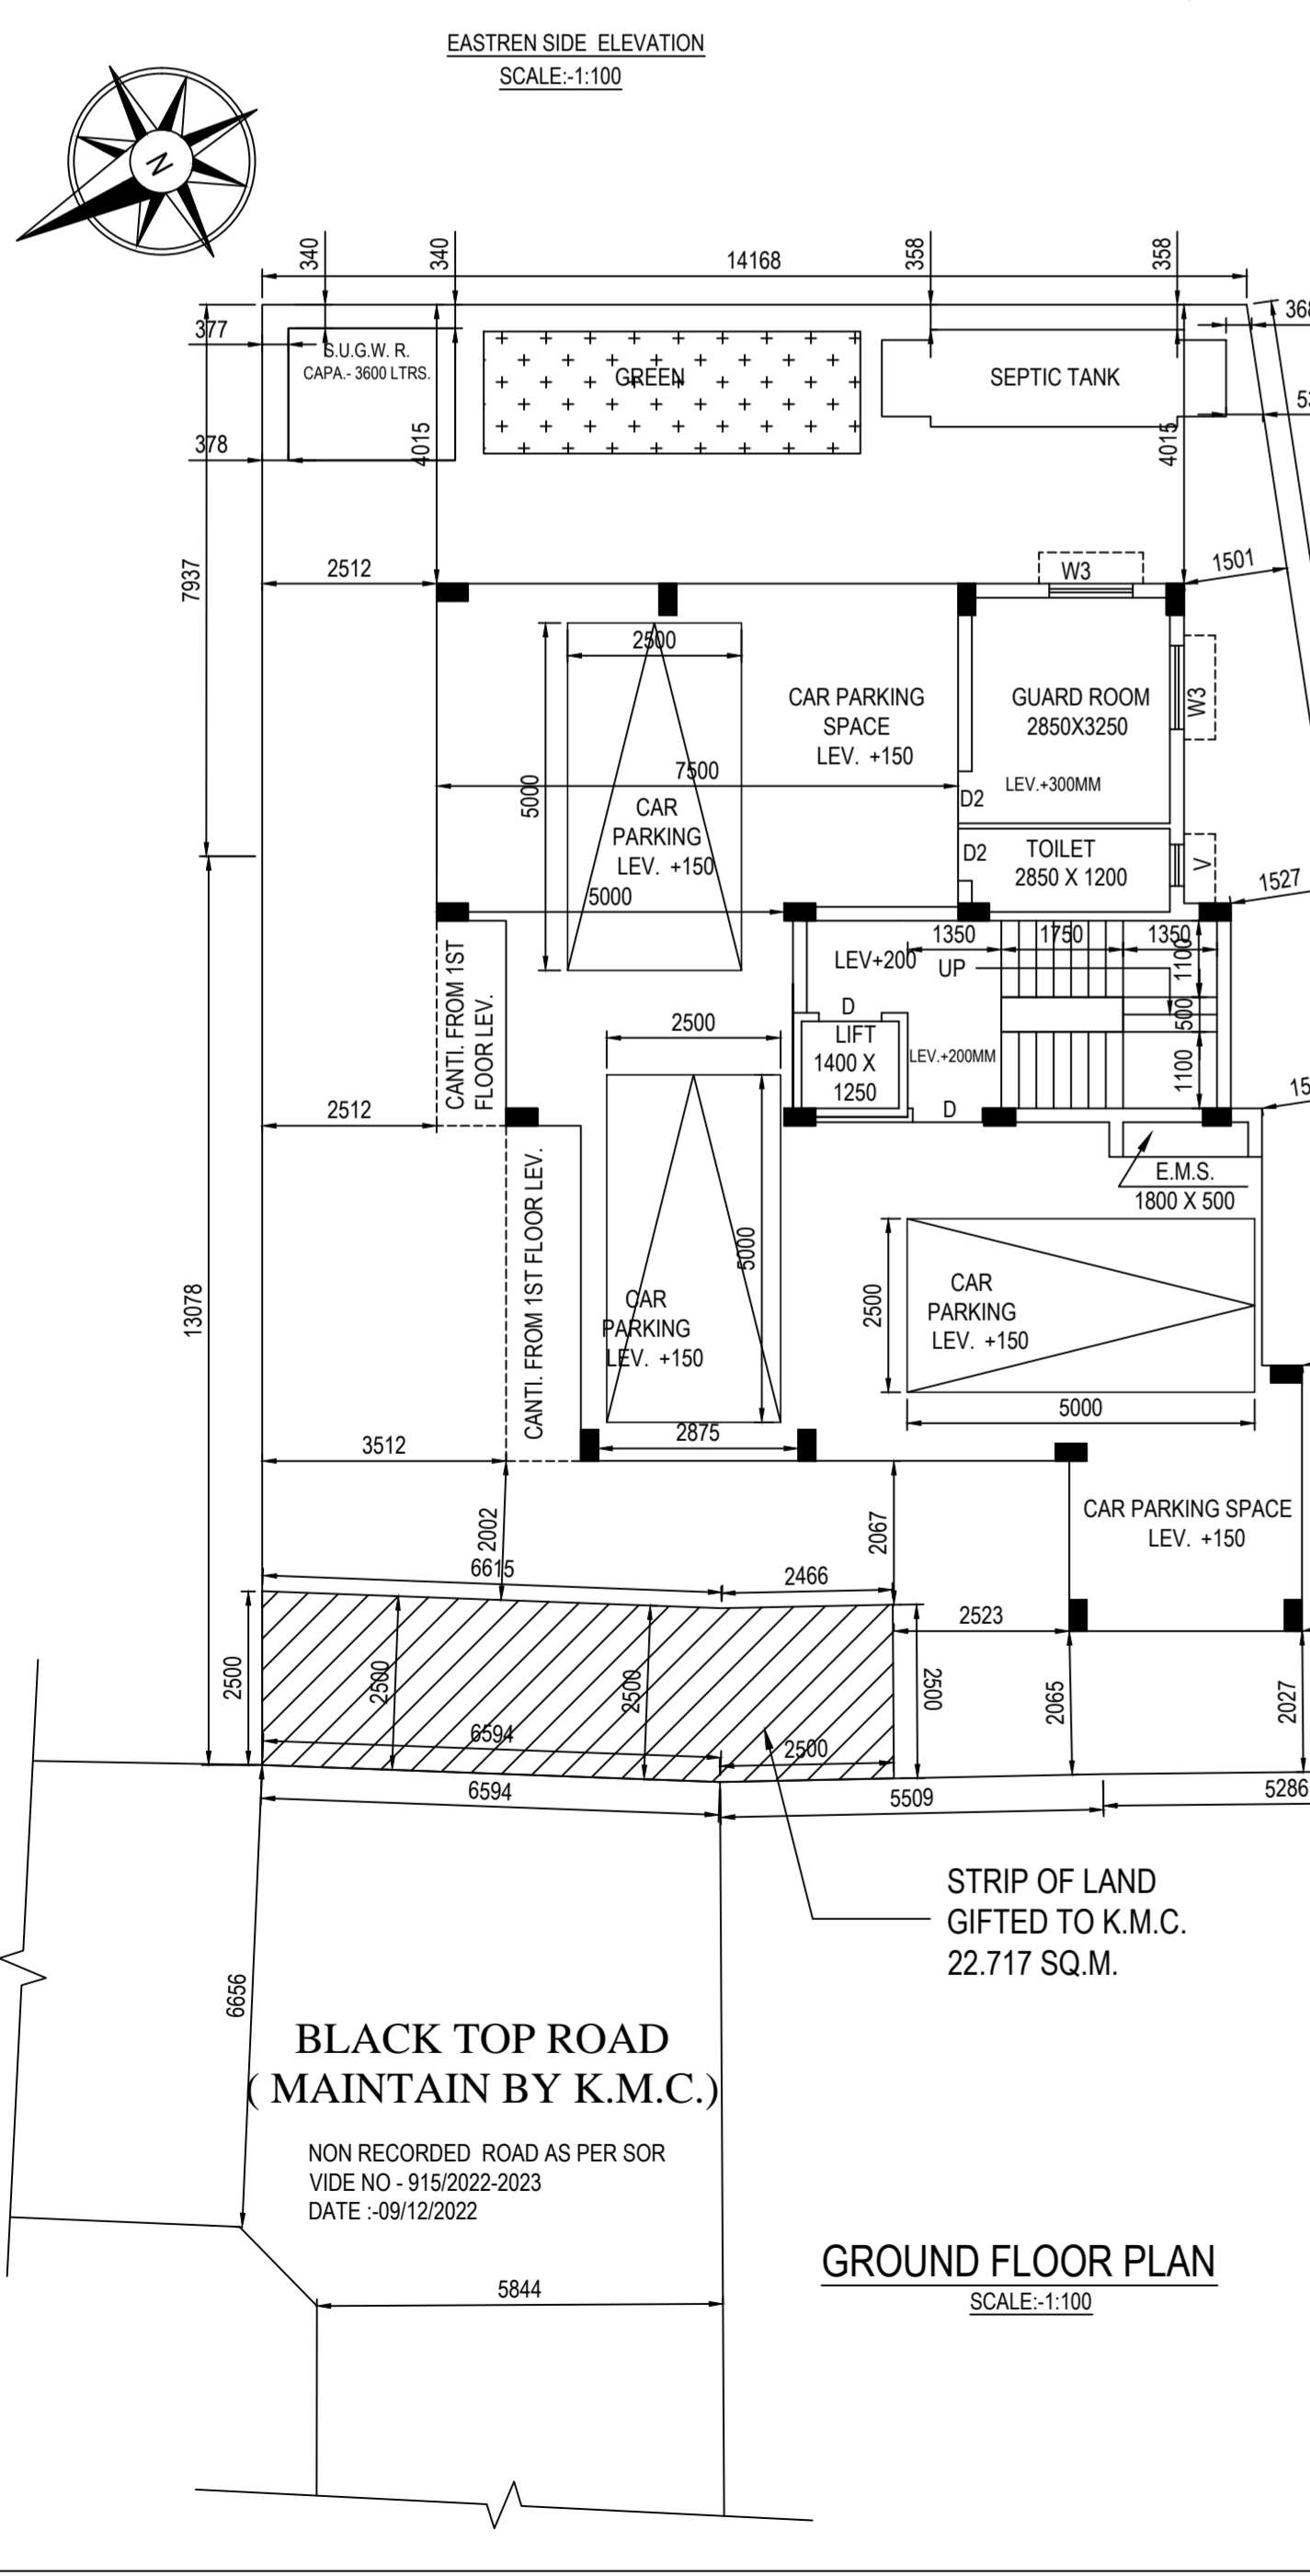 EASTREN SIDE ELEVATION
SCALE:-1:100
N
340
340
14168
358
358
377
368
S.U.G.W. R.
CAPA.- 3600 LTRS.
GREEN
SEPTIC TANK
378
4015
4015
7937
2512
W3
1501
2500
CAR PARKING
SPACE
LEV. +150
GUARD ROOM
2850X3250
W3
7500
5000
LEV.+300MM
CAR
PARKING
LEV. +150
D2
D2
TOILET
2850 X 1200
V
1527
5000
CANTI. FROM 1ST
FLOOR LEV.
1350
1750
1350
LEV+200
UP
1100
500
1100
D
LIFT
1400 X
1250
LEV.+200MM
2500
D
2512
E.M.S.
1800 X 500
CANTI. FROM 1ST FLOOR LEV.
5000
13078
2500
CAR
PARKING
LEV. +150
CAR
PARKING
LEV. +150
5000
2875
3512
2002
2067
CAR PARKING SPACE
LEV. +150
6615
2466
2523
2500
2500
2500
2500
2065
2027
6594
2500
6594
5509
5286
STRIP OF LAND
GIFTED TO K.M.C.
22.717 SQ.M.
6656
BLACK TOP ROAD
( MAINTAIN BY K.M.C.)
NON RECORDED ROAD AS PER SOR
VIDE NO - 915/2022-2023
DATE :-09/12/2022
GROUND FLOOR PLAN
SCALE:-1:100
5844